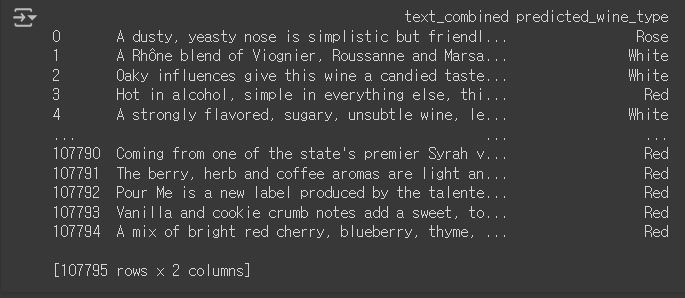 text_combined predicted_wine_type
0 A dusty, yeasty nose is simplistic but friendl... Rose
1 A Rhône blend of Viognier, Roussanne and Marsa... White
2 Oaky influences give this wine a candied taste... White
3 Hot in alcohol, simple in everything else, thi... Red
4 A strongly flavored, sugary, unsubtle wine, le... White
... ... ...
107790 Coming from one of the state's premier Syrah v... Red
107791 The berry, herb and coffee aromas are light an... Red
107792 Pour Me is a new label produced by the talente... Red
107793 Vanilla and cookie crumb notes add a sweet, to... Red
107794 A mix of bright red cherry, blueberry, thyme, ... Red
[107795 rows x 2 columns]